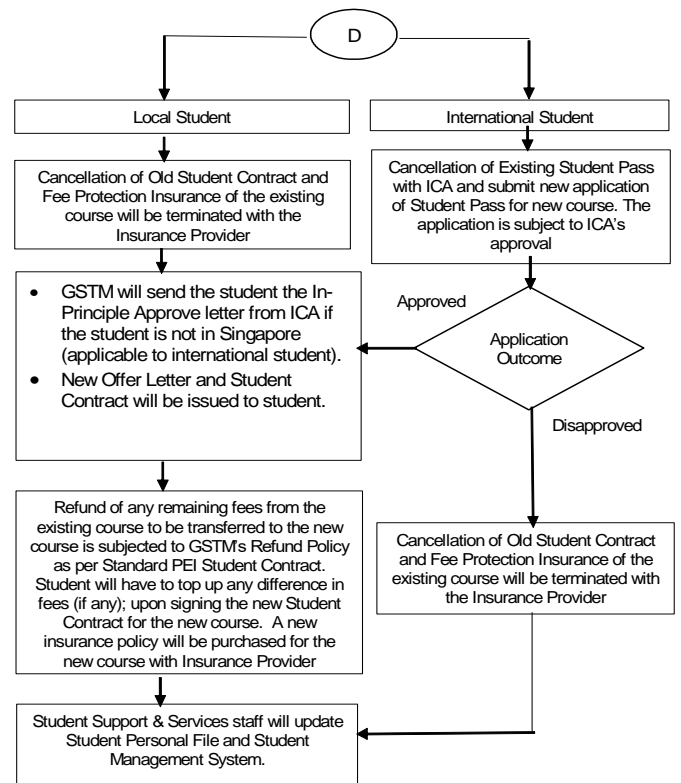 D
Local Student
International Student
Cancellation of Old Student Contract and
Fee Protection Insurance of the existing
course will be terminated with the
Insurance Provider
Cancellation of Existing Student Pass
with ICA and submit new application
of Student Pass for new course. The
application is subject to ICA's
approval
• GSTM will send the student the In-
Principle Approve letter from ICA if
the student is not in Singapore
(applicable to international student).
• New Offer Letter and Student
Contract will be issued to student.
Approved
Application
Outcome
Disapproved
Refund of any remaining fees from the
existing course to be transferred to the new
course is subjected to GSTM's Refund Policy
as per Standard PEI Student Contract.
Student will have to top up any difference in
fees (if any); upon signing the new Student
Contract for the new course. A new
insurance policy will be purchased for the
new course with Insurance Provider
Cancellation of Old Student Contract
and Fee Protection Insurance of the
existing course will be terminated with
the Insurance Provider
Student Support & Services staff will update
Student Personal File and Student
Management System.